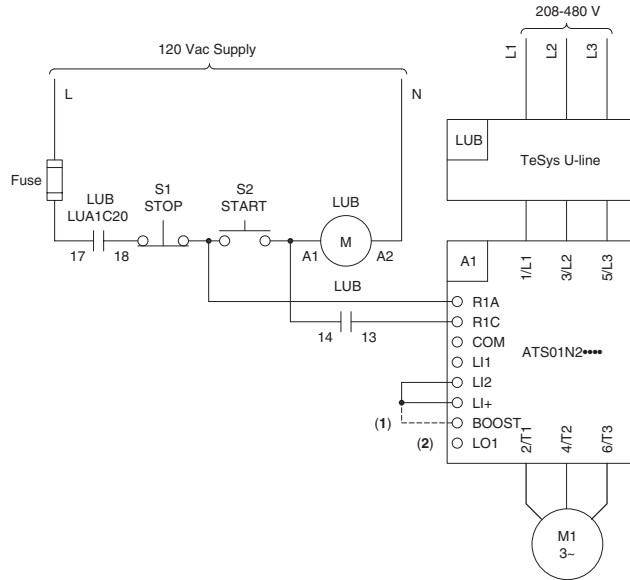 208-480 V
L1
L2
L3
120 Vac Supply
L
N
LUB
TeSys U-line
Fuse
LUB
LUA1C20
S1
STOP
S2
START
LUB
M
17
18
A1
A2
A1
1/L1
3/L2
5/L3
LUB
14
13
R1A
R1C
COM
LI1
LI2
LI+
BOOST
LO1
ATS01N2••••
(1)
(2)
2/T1
4/T2
6/T3
M1
3~